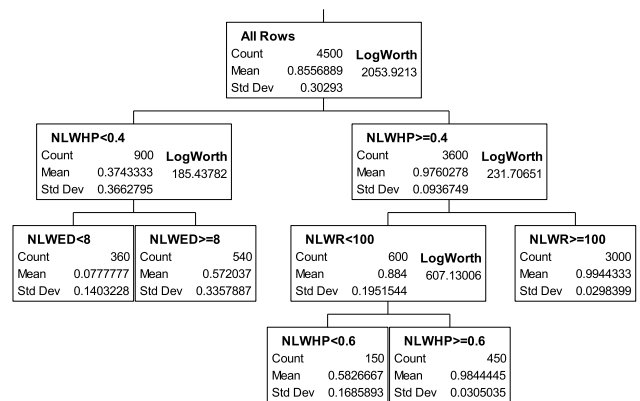 All Rows
Count 4500 LogWorth
Mean 0.8556889 2053.9213
Std Dev 0.30293
NLWHP<0.4
Count 900 LogWorth
Mean 0.3743333 185.43782
Std Dev 0.3662795
NLWHP>=0.4
Count 3600 LogWorth
Mean 0.9760278 231.70651
Std Dev 0.0936749
NLWED<8
Count 360
Mean 0.0777777
Std Dev 0.1403228
NLWED>=8
Count 540
Mean 0.572037
Std Dev 0.3357887
NLWR<100
Count 600 LogWorth
Mean 0.884 607.13006
Std Dev 0.1951544
NLWR>=100
Count 3000
Mean 0.9944333
Std Dev 0.0298399
NLWHP<0.6
Count 150
Mean 0.5826667
Std Dev 0.1685893
NLWHP>=0.6
Count 450
Mean 0.9844445
Std Dev 0.0305035